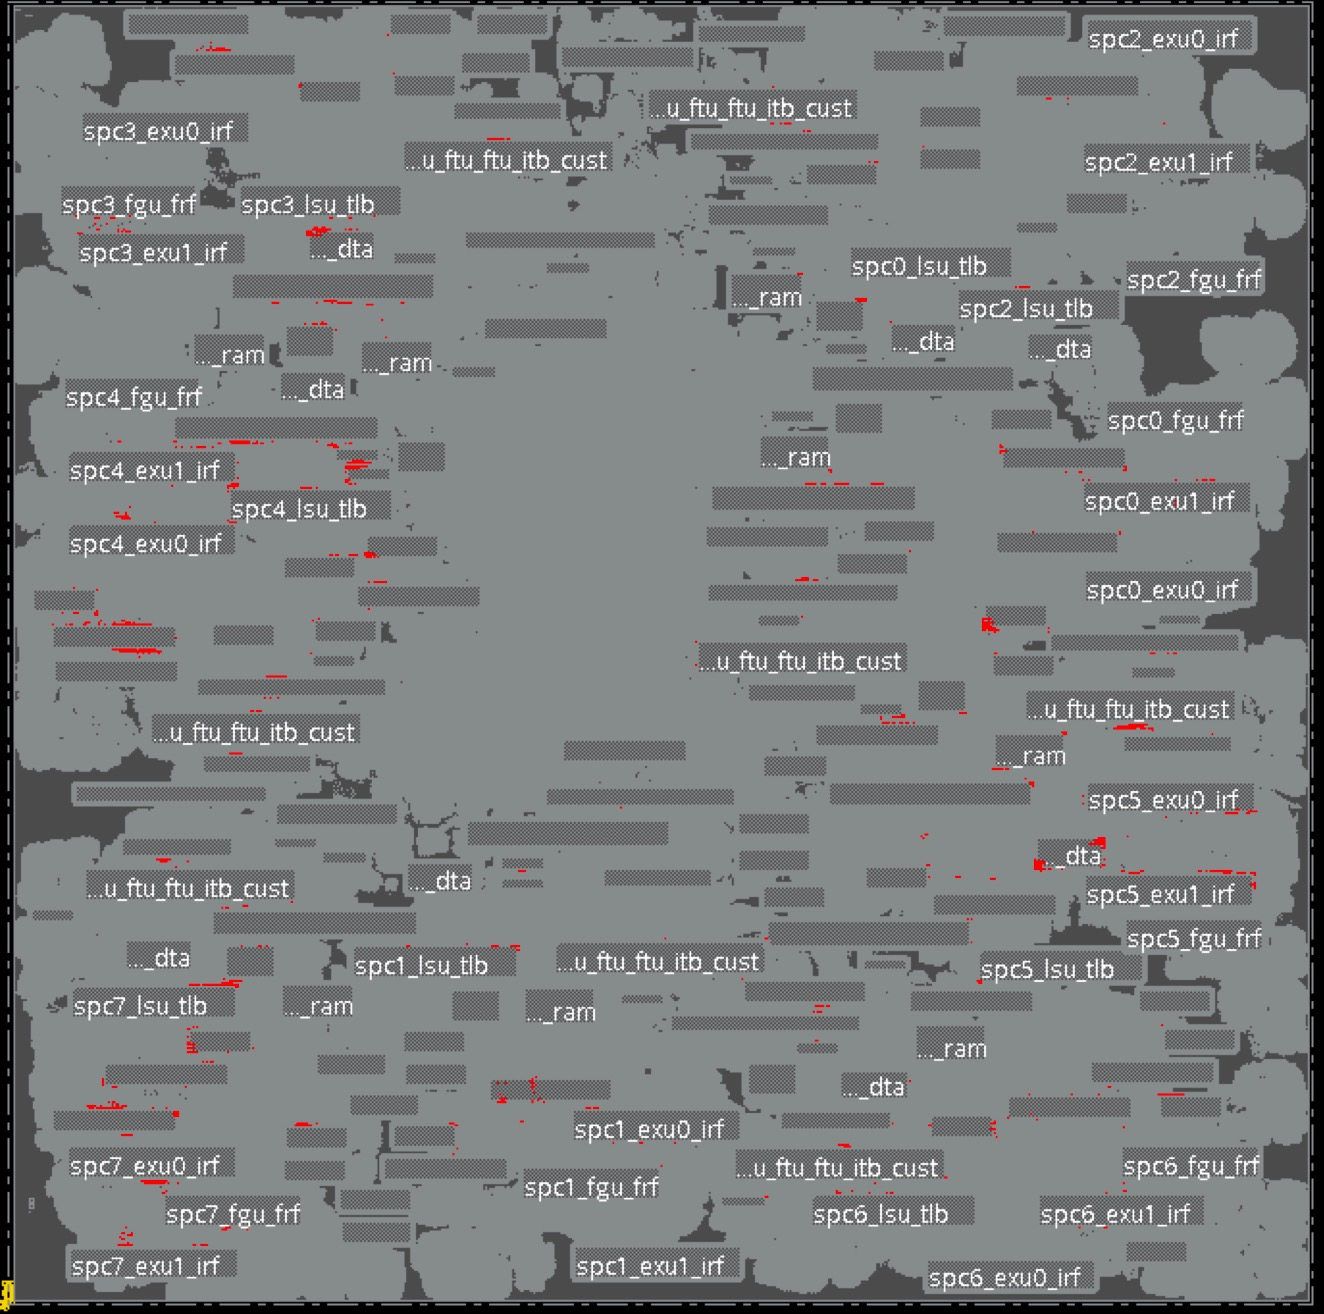 spc2_exu0_irf
...u_ftu_ftu_itb_cust
spc3_exu0_irf
...u_ftu_ftu_itb_cust
spc2_exu1_irf
spc3_fgu_frf
spc3_lsu_tlb
spc3_exu1_irf
..._dta
spc0_lsu_tlb
spc2_fgu_frf
..._ram
spc2_lsu_tlb
..._dta
..._dta
..._ram
..._ram
..._dta
spc4_fgu_frf
spc0_fgu_frf
..._ram
spc4_exu1_irf
spc0_exu1_irf
spc4_lsu_tlb
spc4_exu0_irf
spc0_exu0_irf
...u_ftu_ftu_itb_cust
...u_ftu_ftu_itb_cust
...u_ftu_ftu_itb_cust
..._ram
spc5_exu0_irf
..._dta
..._dta
...u_ftu_ftu_itb_cust
spc5_exu1_irf
spc5_fgu_frf
..._dta
spc1_lsu_tlb
...u_ftu_ftu_itb_cust
spc5_lsu_tlb
spc7_lsu_tlb
..._ram
..._ram
..._ram
..._dta
spc1_exu0_irf
spc7_exu0_irf
...u_ftu_ftu_itb_cust
spc6_fgu_frf
spc1_fgu_frf
spc7_fgu_frf
spc6_lsu_tlb
spc6_exu1_irf
spc7_exu1_irf
spc1_exu1_irf
spc6_exu0_irf